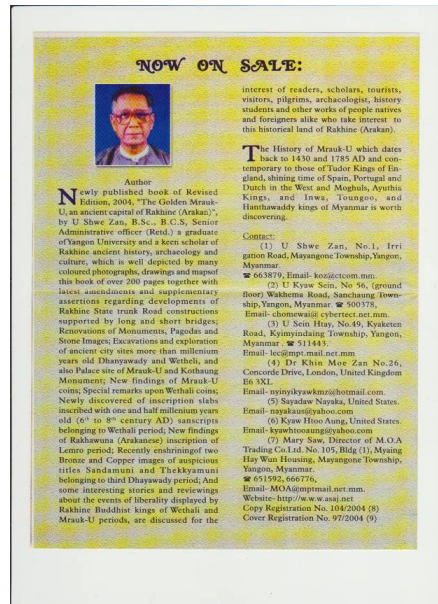 NOW ON SALE:
Author
Newly published book of Revised
Edition, 2004, "The Golden Mrauk-
U, an ancient capital of Rakhine (Arakan)",
by U Shwe Zan, B.Sc., B.C.S, Senior
Administrative officer (Retd.) a graduate
of Yangon University and a keen scholar of
Rakhine ancient history, archaeology and
culture, which is well depicted by many
coloured photographs, drawings and mapsof
this book of over 200 pages together with
latest amendments and supplementary
assertions regarding developments of
Rakhine State trunk Road constructions
supported by long and short bridges;
Renovations of Monuments, Pagodas and
Stone Images; Excavations and exploration
of ancient city sites more than millenium
years old Dhanyawady and Wetheli; and
also Palace site of Mrauk-U and Kothaung
Monument; New findings of Mrauk-U
coins; Special remarks upon Wethali coins;
Newly discovered of inscription slabs
inscribed with one and half millenium years
old (6th to 8th century AD) sanscripts
belonging to Wethali period; New findings
of Rakhawuna (Arakanese) inscription of
Lemro period; Recently enshriningof two
Bronze and Copper images of auspicious
titles Sandamuni and Thekkyamuni
belonging to third Dhayawady period; And
some interesting stories and reviewings
about the events of liberality displayed by
Rakhine Buddhist kings of Wethali and
Mrauk-U periods, are discussed for the
interest of readers, scholars, tourists,
visitors, pilgrims, archaeologist, history
students and other works of people natives
and foreigners alike who take interest to
this historical land of Rakhine (Arakan).
The History of Mrauk-U which dates
back to 1430 and 1785 AD and con-
temporary to those of Tudor Kings of En-
gland, shining time of Spain, Portugal and
Dutch in the West and Moghuls, Ayuthia
Kings, and Inwa, Toungoo, and
Hanthawaddy kings of Myanmar is worth
discovering.
Contact:
(1) U Shwe Zan, No.1, Irri
gation Road, Mayangone Township,Yangon,
Myanmar.
☎ 663879, Email- koz@ctcom.mm.
(2) U Kyaw Sein, No 56, (ground
floor) Wakhema Road, Sanchaung Town-
ship,Yangon, Myanmar. ☎ 500378,
Email- chomewai@ cybertect.net.mm.
(3) U Sein Htay, No.49, Kyaketen
Road, Kyimyindaing Township, Yangon,
Myanmar . ☎ 511443.
Email- lec@mpt.mail.net.mm
(4) Dr Khin Moe Zan No.26,
Concorde Drive, London, United Kingdom
E6 3XL
Email- nyinyikyawkmz@hotmail.com.
(5) Sayadaw Nayaka, United States.
Email- nayakaus@yahoo.com
(6) Kyaw Htoo Aung, United States.
Email- kyawhtooaung@yahoo.com
(7) Mary Saw, Director of M.O.A
Trading Co.Ltd. No. 105, Bldg (1), Myaing
Hay Wun Housing, Mayangone Township,
Yangon, Myanmar.
☎ 651592, 666776,
Email- MOA@mptmail.net.mm.
Website- http://w.w.w.asaj.net
Copy Registration No. 104/2004 (8)
Cover Registration No. 97/2004 (9)